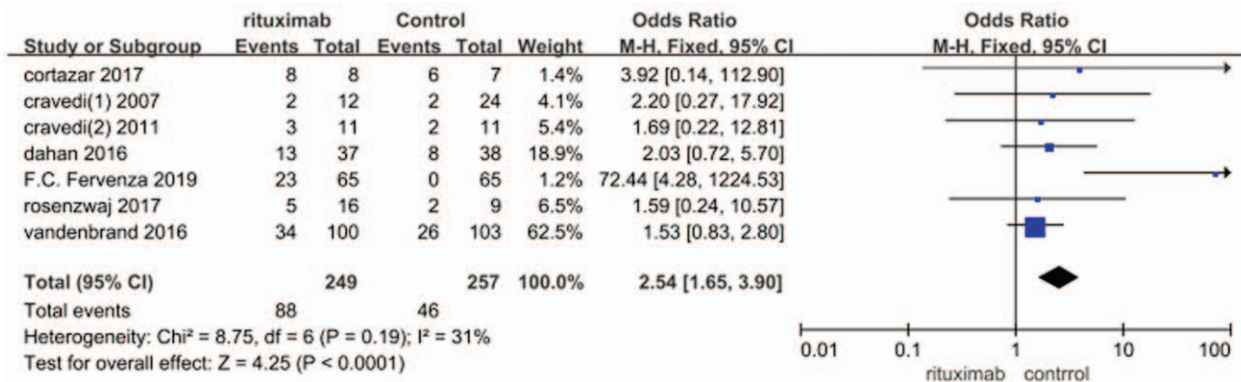 rituximab Control Odds Ratio Odds Ratio
Study or Subgroup Events Total Events Total Weight M-H, Fixed, 95% CI M-H, Fixed, 95% CI
cortazar 2017 8 8 6 7 1.4% 3.92 [0.14, 112.90]
cravedi(1) 2007 2 12 2 24 4.1% 2.20 [0.27, 17.92]
cravedi(2) 2011 3 11 2 11 5.4% 1.69 [0.22, 12.81]
dahan 2016 13 37 8 38 18.9% 2.03 [0.72, 5.70]
F.C. Fervenza 2019 23 65 0 65 1.2% 72.44 [4.28, 1224.53]
rosenzwaj 2017 5 16 2 9 6.5% 1.59 [0.24, 10.57]
vandenbrand 2016 34 100 26 103 62.5% 1.53 [0.83, 2.80]
Total (95% CI) 249 257 100.0% 2.54 [1.65, 3.90]
Total events 88 46
Heterogeneity: Chi² = 8.75, df = 6 (P = 0.19); I² = 31%
Test for overall effect: Z = 4.25 (P < 0.0001)
0.01 0.1 1 10 100
rituximab contrrol